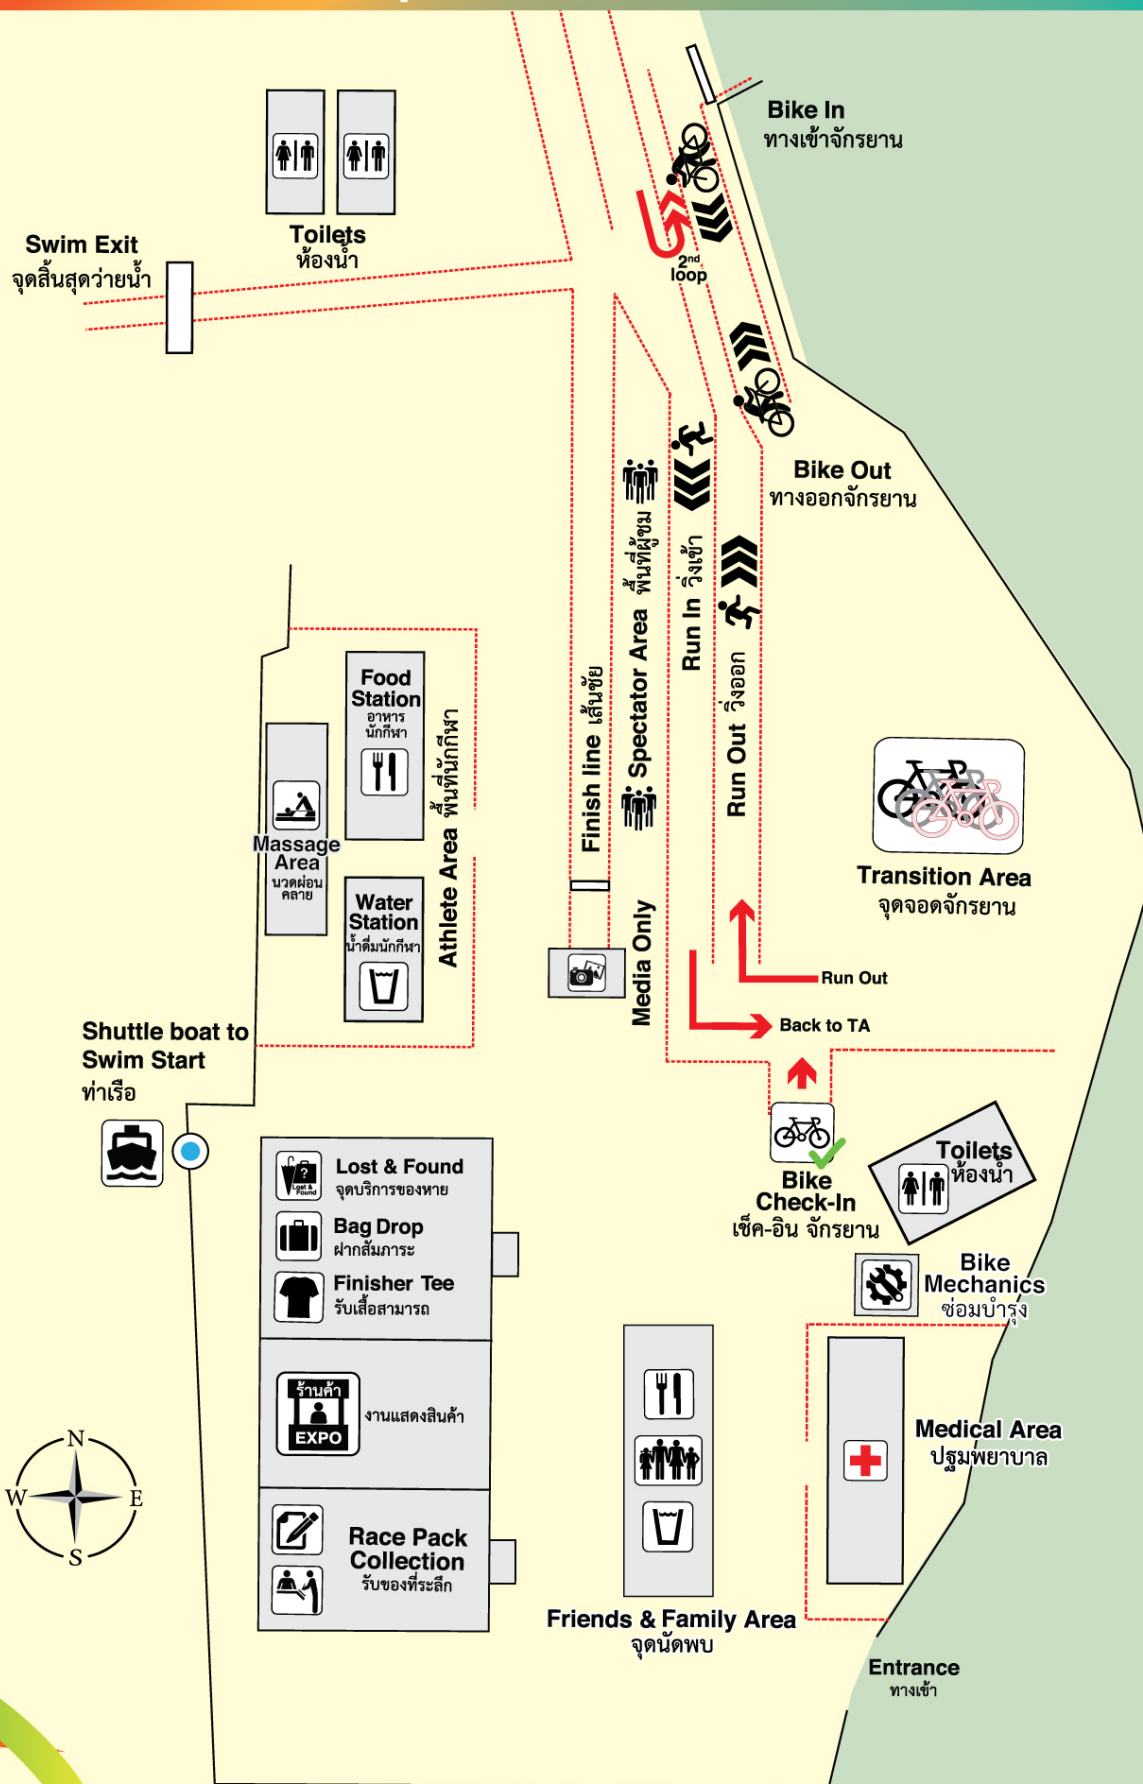 Bike In
ทางเข้าจักรยาน
Toilets
ห้องน้ำ
Swim Exit
จุดสิ้นสุดว่ายน้ำ
2nd
loop
Bike Out
ทางออกจักรยาน
Finish line เส้นชัย
Spectator Area พื้นที่ผู้ชม
Run In วิ่งเข้า
Run Out วิ่งออก
Food
Station
อาหาร
นักกีฬา
Massage
Area
นวดผ่อน
คลาย
Water
Station
น้ำดื่มนักกีฬา
Athlete Area พื้นที่นักกีฬา
Transition Area
จุดจอดจักรยาน
Media Only
Run Out
Back to TA
Shuttle boat to
Swim Start
ท่าเรือ
Bike
Check-In
เช็ค-อิน จักรยาน
Toilets
ห้องน้ำ
Lost & Found
Lost & Found
จุดบริการของหาย
Bag Drop
ฝากสัมภาระ
Finisher Tee
รับเสื้อสามารถ
Bike
Mechanics
ซ่อมบำรุง
ร้านค้า
EXPO
งานแสดงสินค้า
Medical Area
ปฐมพยาบาล
N
W
E
S
Race Pack
Collection
รับของที่ระลึก
Friends & Family Area
จุดนัดพบ
Entrance
ทางเข้า